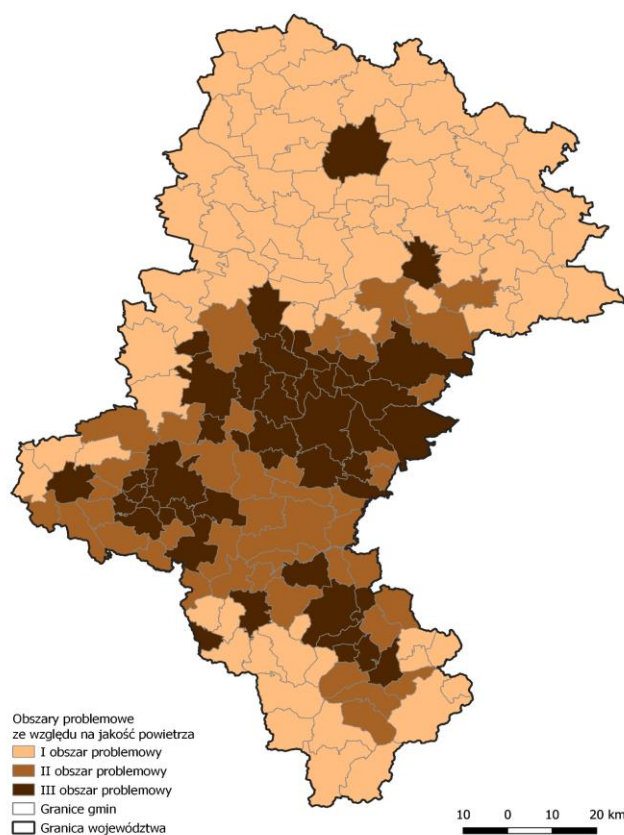 Obszary problemowe
ze względu na jakość powietrza
I obszar problemowy
II obszar problemowy
III obszar problemowy
Granice gmin
Granica województwa
10 0 10 20 km